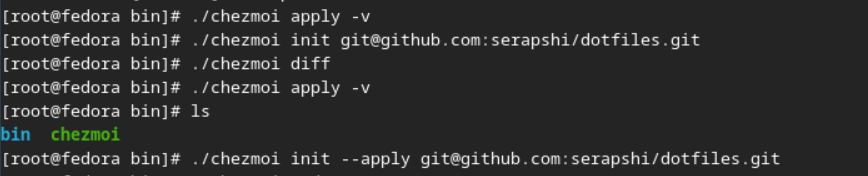 [root@fedora bin]# ./chezmoi apply -v
[root@fedora bin]# ./chezmoi init git@github.com:serapshi/dotfiles.git
[root@fedora bin]# ./chezmoi diff
[root@fedora bin]# ./chezmoi apply -v
[root@fedora bin]# ls
bin  chezmoi
[root@fedora bin]# ./chezmoi init --apply git@github.com:serapshi/dotfiles.git